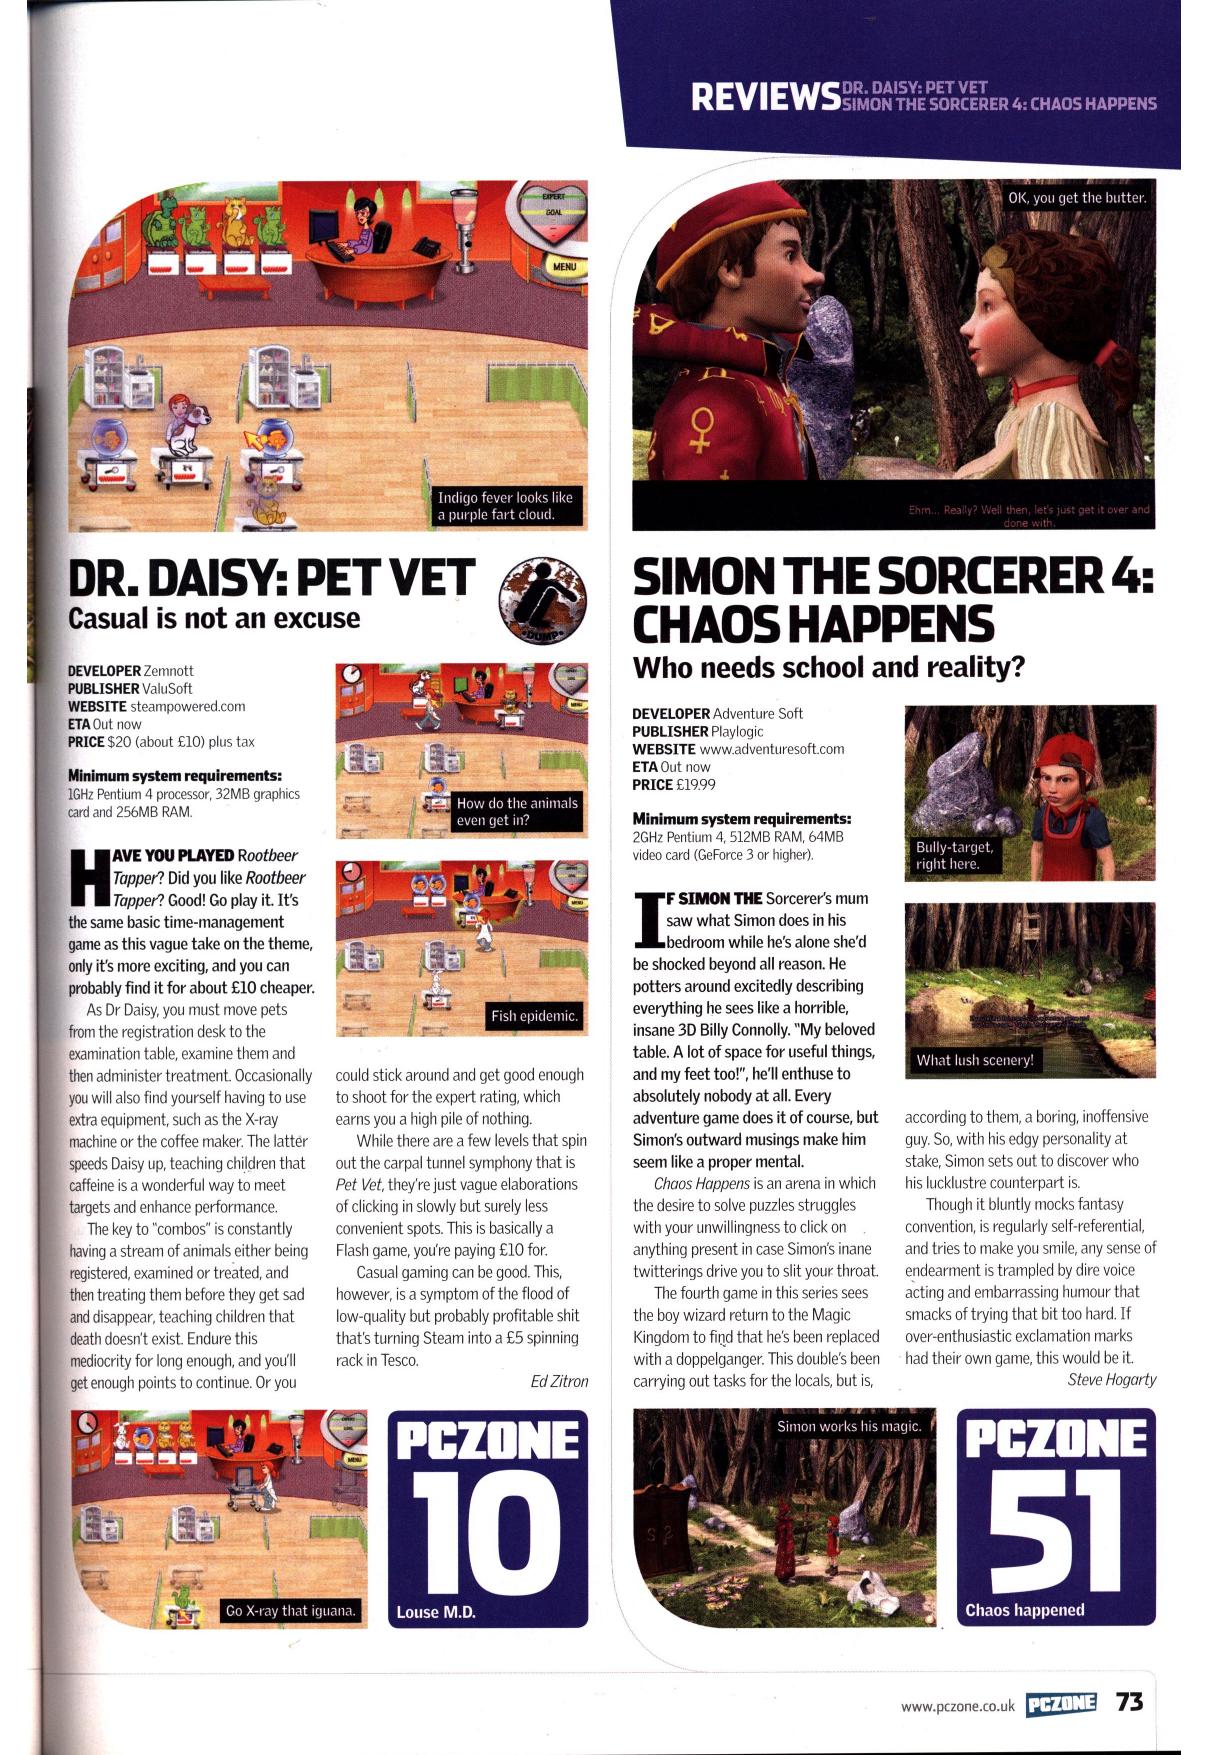 REVIEWS DR. DAISY: PET VET
SIMON THE SORCERER 4: CHAOS HAPPENS
EXPERT
GOAL
MENU
Indigo fever looks like
a purple fart cloud.
DR. DAISY: PET VET
Casual is not an excuse
•DUMP•
DEVELOPER Zemnott
PUBLISHER ValuSoft
WEBSITE steampowered.com
ETA Out now
PRICE $20 (about £10) plus tax
Minimum system requirements:
1GHz Pentium 4 processor, 32MB graphics
card and 256MB RAM.
HAVE YOU PLAYED Rootbeer
Tapper? Did you like Rootbeer
Tapper? Good! Go play it. It's
the same basic time-management
game as this vague take on the theme,
only it's more exciting, and you can
probably find it for about £10 cheaper.
As Dr Daisy, you must move pets
from the registration desk to the
examination table, examine them and
then administer treatment. Occasionally
you will also find yourself having to use
extra equipment, such as the X-ray
machine or the coffee maker. The latter
speeds Daisy up, teaching children that
caffeine is a wonderful way to meet
targets and enhance performance.
The key to "combos" is constantly
having a stream of animals either being
registered, examined or treated, and
then treating them before they get sad
and disappear, teaching children that
death doesn't exist. Endure this
mediocrity for long enough, and you'll
get enough points to continue. Or you
MENU
How do the animals
even get in?
MENU
Fish epidemic.
could stick around and get good enough
to shoot for the expert rating, which
earns you a high pile of nothing.
While there are a few levels that spin
out the carpal tunnel symphony that is
Pet Vet, they're just vague elaborations
of clicking in slowly but surely less
convenient spots. This is basically a
Flash game, you're paying £10 for.
Casual gaming can be good. This,
however, is a symptom of the flood of
low-quality but probably profitable shit
that's turning Steam into a £5 spinning
rack in Tesco.
Ed Zitron
MENU
Go X-ray that iguana.
PCZONE
10
Louse M.D.
OK, you get the butter.
Ehm... Really? Well then, let's just get it over and
done with.
SIMON THE SORCERER 4:
CHAOS HAPPENS
Who needs school and reality?
DEVELOPER Adventure Soft
PUBLISHER Playlogic
WEBSITE www.adventuresoft.com
ETA Out now
PRICE £19.99
Minimum system requirements:
2GHz Pentium 4, 512MB RAM, 64MB
video card (GeForce 3 or higher).
IF SIMON THE Sorcerer's mum
saw what Simon does in his
bedroom while he's alone she'd
be shocked beyond all reason. He
potters around excitedly describing
everything he sees like a horrible,
insane 3D Billy Connolly. "My beloved
table. A lot of space for useful things,
and my feet too!", he'll enthuse to
absolutely nobody at all. Every
adventure game does it of course, but
Simon's outward musings make him
seem like a proper mental.
Chaos Happens is an arena in which
the desire to solve puzzles struggles
with your unwillingness to click on
anything present in case Simon's inane
twitterings drive you to slit your throat.
The fourth game in this series sees
the boy wizard return to the Magic
Kingdom to find that he's been replaced
with a doppelganger. This double's been
carrying out tasks for the locals, but is,
Bully-target,
right here.
What lush scenery!
according to them, a boring, inoffensive
guy. So, with his edgy personality at
stake, Simon sets out to discover who
his lucklustre counterpart is.
Though it bluntly mocks fantasy
convention, is regularly self-referential,
and tries to make you smile, any sense of
endearment is trampled by dire voice
acting and embarrassing humour that
smacks of trying that bit too hard. If
over-enthusiastic exclamation marks
had their own game, this would be it.
Steve Hogarty
Simon works his magic.
PCZONE
51
Chaos happened
www.pczone.co.uk PCZONE 73